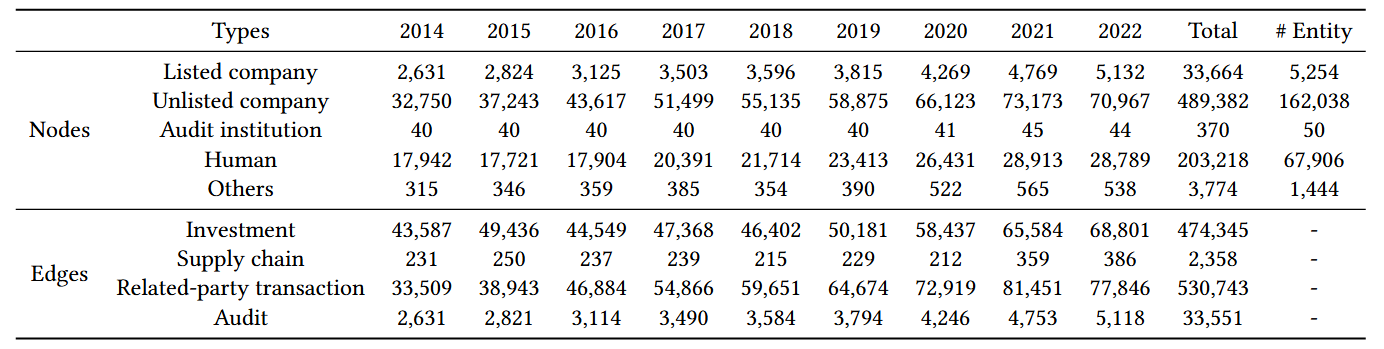 Types 2014 2015 2016 2017 2018 2019 2020 2021 2022 Total # Entity
Listed company 2,631 2,824 3,125 3,503 3,596 3,815 4,269 4,769 5,132 33,664 5,254
Unlisted company 32,750 37,243 43,617 51,499 55,135 58,875 66,123 73,173 70,967 489,382 162,038
Nodes Audit institution 40 40 40 40 40 40 41 45 44 370 50
Human 17,942 17,721 17,904 20,391 21,714 23,413 26,431 28,913 28,789 203,218 67,906
Others 315 346 359 385 354 390 522 565 538 3,774 1,444
Investment 43,587 49,436 44,549 47,368 46,402 50,181 58,437 65,584 68,801 474,345 -
Supply chain 231 250 237 239 215 229 212 359 386 2,358 -
Edges Related-party transaction 33,509 38,943 46,884 54,866 59,651 64,674 72,919 81,451 77,846 530,743 -
Audit 2,631 2,821 3,114 3,490 3,584 3,794 4,246 4,753 5,118 33,551 -